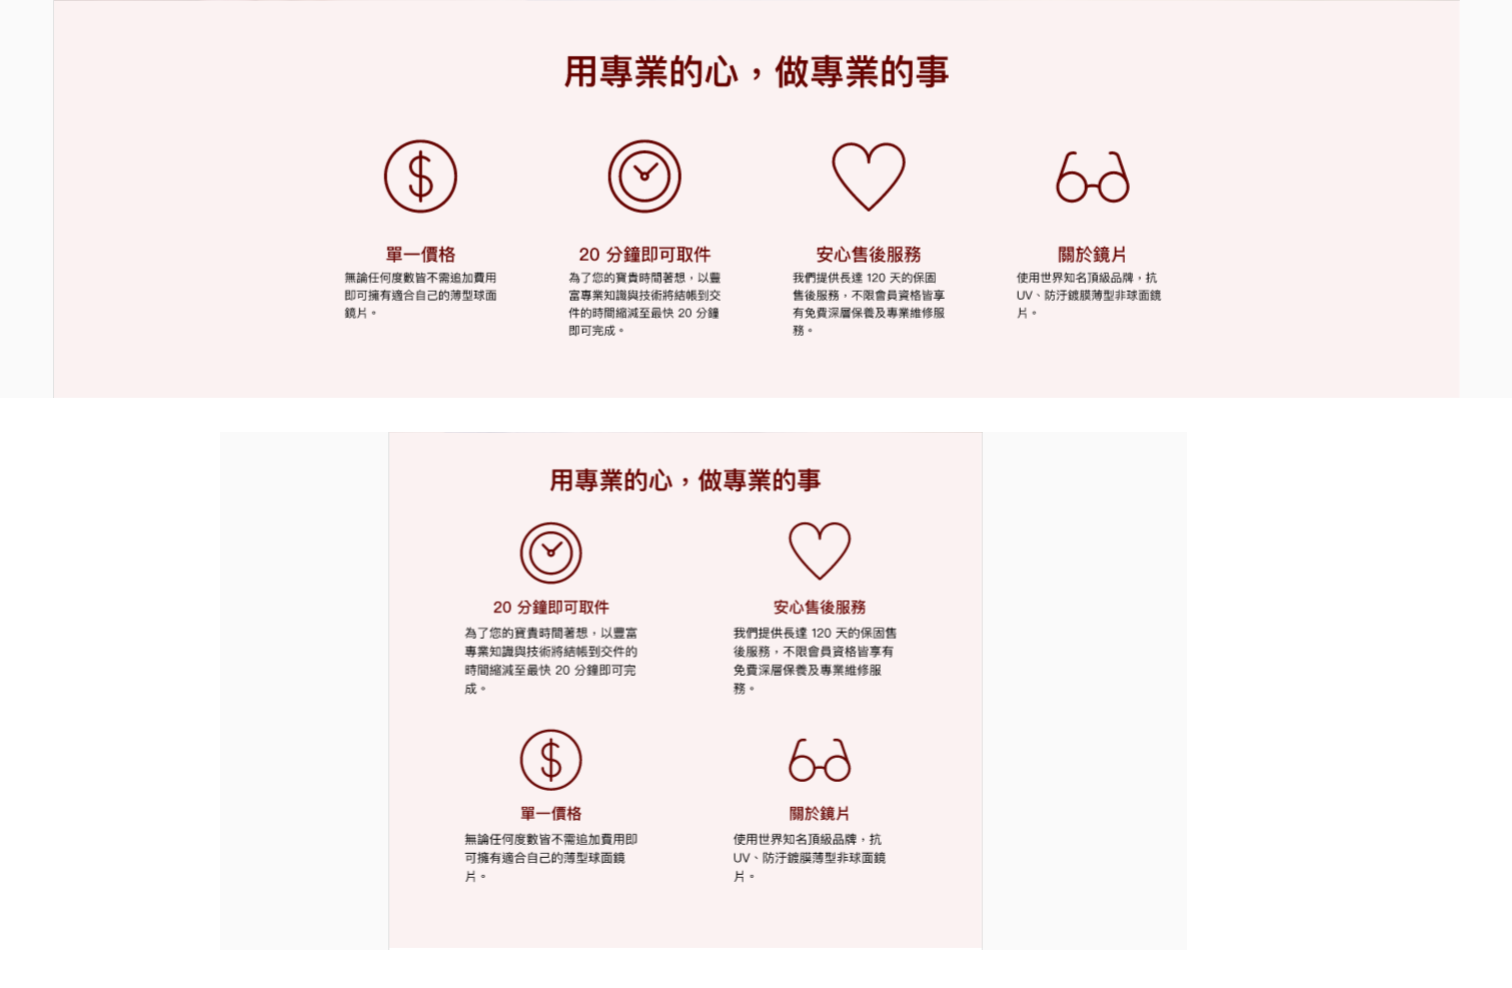 用專業的心，做專業的事
單一價格
無論任何度數皆不需追加費用
即可擁有適合自己的薄型球面
鏡片。
20 分鐘即可取件
為了您的寶貴時間著想，以豐
富專業知識與技術將結帳到交
件的時間縮減至最快 20 分鐘
即可完成。
安心售後服務
我們提供長達 120 天的保固
售後服務，不限會員資格皆享
有免費深層保養及專業維修服
務。
關於鏡片
使用世界知名頂級品牌，抗
UV、防汙鍍膜薄型非球面鏡
片。
用專業的心，做專業的事
20 分鐘即可取件
為了您的寶貴時間著想，以豐富
專業知識與技術將結帳到交件的
時間縮減至最快 20 分鐘即可完
成。
安心售後服務
我們提供長達 120 天的保固售
後服務，不限會員資格皆享有
免費深層保養及專業維修服
務。
單一價格
無論任何度數皆不需追加費用即
可擁有適合自己的薄型球面鏡
片。
關於鏡片
使用世界知名頂級品牌，抗
UV、防汙鍍膜薄型非球面鏡
片。